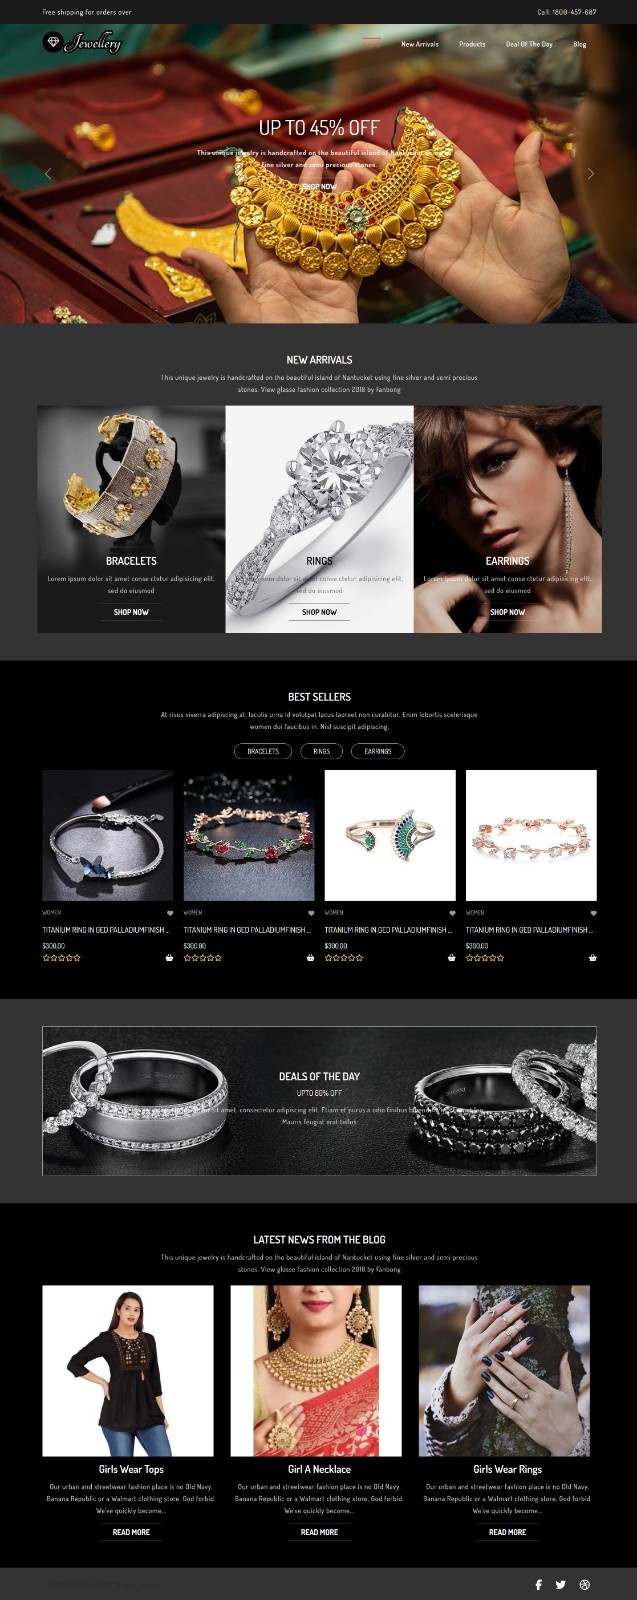 Free shipping for orders over
Call: 1800-457-687
Jewellery
New Arrivals
Products
Deal Of The Day
Blog
UP TO 45% OFF
This unique jewelry is handcrafted on the beautiful island of Nantucket
fine silver and semi precious stones.
SHOP NOW
NEW ARRIVALS
This unique jewelry is handcrafted on the beautiful island of Nantucket using fine silver and semi precious
stones. View glasse fashion collection 2018 by Fanbong
BRACELETS
Lorem ipsum dolor sit amet conse ctetur adipisicing elit,
sed do eiusmod
SHOP NOW
RINGS
ipsum dolor sit amet conse ctetur adipisicing elit,
sed do eiusmod
SHOP NOW
EARRINGS
Lorem ipsum dolor sit amet conse ctetur adipisicing elit,
sed do eiusmod
SHOP NOW
BEST SELLERS
At risus viverra adipiscing at. Iaculis urna id volutpat lacus laoreet non curabitur. Enim lobortis scelerisque
women dui faucibus in. Nisl suscipit adipiscing.
BRACELETS
RINGS
EARRINGS
WOMEN
TITANIUM RING IN GED PALLADIUMFINISH ...
$300.00
WOMEN
TITANIUM RING IN GED PALLADIUMFINISH ...
$300.00
WOMEN
TITANIUM RING IN GED PALLADIUMFINISH ...
$300.00
WOMEN
TITANIUM RING IN GED PALLADIUMFINISH ...
$300.00
DEALS OF THE DAY
UPTO 60% OFF
sit amet, consectetur adipiscing elit. Etiam et purus a odio finibus
Mauris feugiat erat tellus
LATEST NEWS FROM THE BLOG
This unique jewelry is handcrafted on the beautiful island of Nantucket using fine silver and semi precious
stones. View glasse fashion collection 2018 by Fanbong
Girls Wear Tops
Our urban and streetwear fashion place is no Old Navy,
Banana Republic or a Walmart clothing store, God forbid.
We've quickly become...
READ MORE
Girl A Necklace
Our urban and streetwear fashion place is no Old Navy,
Banana Republic or a Walmart clothing store, God forbid.
We've quickly become...
READ MORE
Girls Wear Rings
Our urban and streetwear fashion place is no Old Navy,
Banana Republic or a Walmart clothing store, God forbid.
We've quickly become...
READ MORE